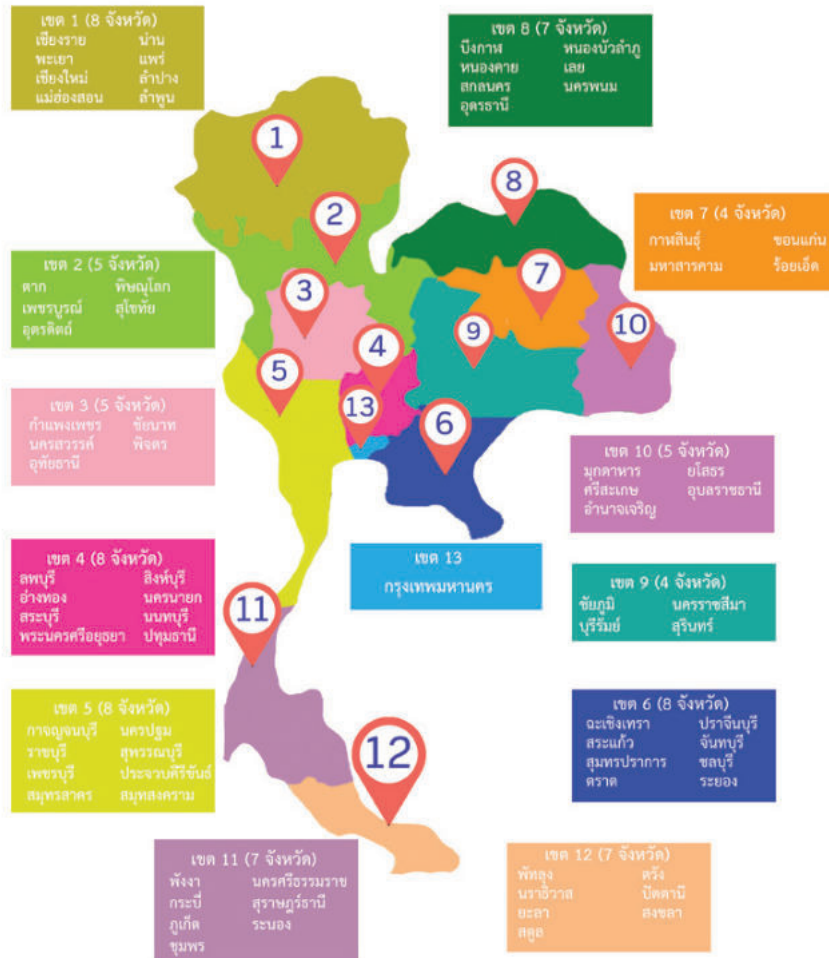 เขต 1 (8 จังหวัด)
เชียงราย น่าน
พะเยา แพร่
เชียงใหม่ ลำปาง
แม่ฮ่องสอน ลำพูน
เขต 8 (7 จังหวัด)
บึงกาฬ หนองบัวลำภู
หนองคาย เลย
สกลนคร นครพนม
อุดรธานี
1
8
2
เขต 7 (4 จังหวัด)
กาฬสินธุ์ ขอนแก่น
มหาสารคาม ร้อยเอ็ด
เขต 2 (5 จังหวัด)
ตาก พิษณุโลก
เพชรบูรณ์ สุโขทัย
อุตรดิตถ์
3
7
9
10
4
5
13
6
เขต 3 (5 จังหวัด)
กำแพงเพชร ชัยนาท
นครสวรรค์ พิจตร
อุทัยธานี
เขต 10 (5 จังหวัด)
มุกดาหาร ยโสธร
ศรีสะเกษ อุบลราชธานี
อำนาจเจริญ
เขต 4 (8 จังหวัด)
ลพบุรี สิงห์บุรี
อ่างทอง นครนายก
สระบุรี นนทบุรี
พระนครศรีอยุธยา ปทุมธานี
เขต 13
กรุงเทพมหานคร
เขต 9 (4 จังหวัด)
ชัยภูมิ นครราชสีมา
บุรีรัมย์ สุรินทร์
11
เขต 5 (8 จังหวัด)
กาญจนบุรี นครปฐม
ราชบุรี สุพรรณบุรี
เพชรบุรี ประจวบคีรีขันธ์
สมุทรสาคร สมุทสงคราม
เขต 6 (8 จังหวัด)
ฉะเชิงเทรา ปราจีนบุรี
สระแก้ว จันทบุรี
สุมทรปราการ ชลบุรี
ตราด ระยอง
12
เขต 11 (7 จังหวัด)
พังงา นครศรีธรรมราช
กระบี่ สุราษฎร์ธานี
ภูเก็ต ระนอง
ชุมพร
เขต 12 (7 จังหวัด)
พัทลุง ตรัง
นราธิวาส ปัตตานี
ยะลา สงขลา
สตูล